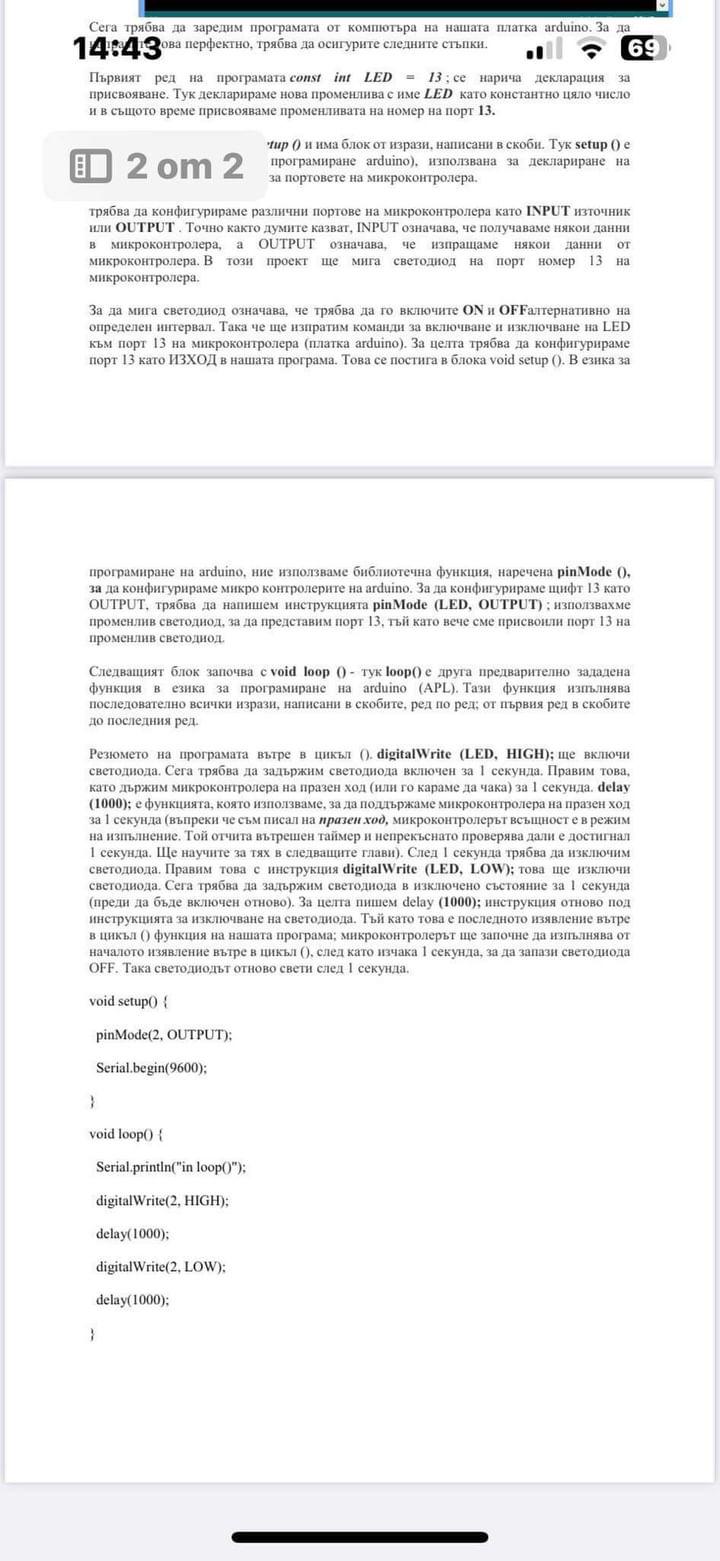 Сега трябва да заредим програмата от компютъра на нашата платка arduino. За да
14:43
ова перфектно, трябва да осигурите следните стъпки.
69
Първият ред на програмата const int LED = 13 ; се нарича декларация за
присвояване. Тук декларираме нова променлива с име LED като константно цяло число
и в същото време присвояваме променливата на номер на порт 13.
tup () и има блок от изрази, написани в скоби. Тук setup () е
2 от 2
програмиране arduino), използвана за деклариране на
за портовете на микроконтролера.
трябва да конфигурираме различни портове на микроконтролера като INPUT източник
или OUTPUT . Точно както думите казват, INPUT означава, че получаваме някои данни
в микроконтролера, а OUTPUT означава, че изпращаме някои данни от
микроконтролера. В този проект ще мига светодиод на порт номер 13 на
микроконтролера.
За да мига светодиод означава, че трябва да го включите ON и OFFалтернативно на
определен интервал. Така че ще изпратим команди за включване и изключване на LED
към порт 13 на микроконтролера (платка arduino). За целта трябва да конфигурираме
порт 13 като ИЗХОД в нашата програма. Това се постига в блока void setup (). В езика за
програмиране на arduino, ние използваме библиотечна функция, наречена pinMode (),
за да конфигурираме микро контролерите на arduino. За да конфигурираме щифт 13 като
OUTPUT, трябва да напишем инструкцията pinMode (LED, OUTPUT) ; използвахме
променлив светодиод, за да представим порт 13, тъй като вече сме присвоили порт 13 на
променлив светодиод.
Следващият блок започва с void loop () - тук loop() е друга предварително зададена
функция в езика за програмиране на arduino (APL). Тази функция изпълнява
последователно всички изрази, написани в скобите, ред по ред; от първия ред в скобите
до последния ред.
Резюмето на програмата вътре в цикъл (). digitalWrite (LED, HIGH); ще включи
светодиода. Сега трябва да задържим светодиода включен за 1 секунда. Правим това,
като държим микроконтролера на празен ход (или го караме да чака) за 1 секунда. delay
(1000); е функцията, която използваме, за да поддържаме микроконтролера на празен ход
за 1 секунда (въпреки че съм писал на празен ход, микроконтролерът всъщност е в режим
на изпълнение. Той отчита вътрешен таймер и непрекъснато проверява дали е достигнал
1 секунда. Ще научите за тях в следващите глави). След 1 секунда трябва да изключим
светодиода. Правим това с инструкция digitalWrite (LED, LOW); това ще изключи
светодиода. Сега трябва да задържим светодиода в изключено състояние за 1 секунда
(преди да бъде включен отново). За целта пишем delay (1000); инструкция отново под
инструкцията за изключване на светодиода. Тъй като това е последното изявление вътре
в цикъл () функция на нашата програма; микроконтролерът ще започне да изпълнява от
началото изявление вътре в цикъл (), след като изчака 1 секунда, за да запази светодиода
OFF. Така светодиодът отново свети след 1 секунда.
void setup() {
pinMode(2, OUTPUT);
Serial.begin(9600);
}
void loop() {
Serial.println("in loop()");
digitalWrite(2, HIGH);
delay(1000);
digitalWrite(2, LOW);
delay(1000);
}